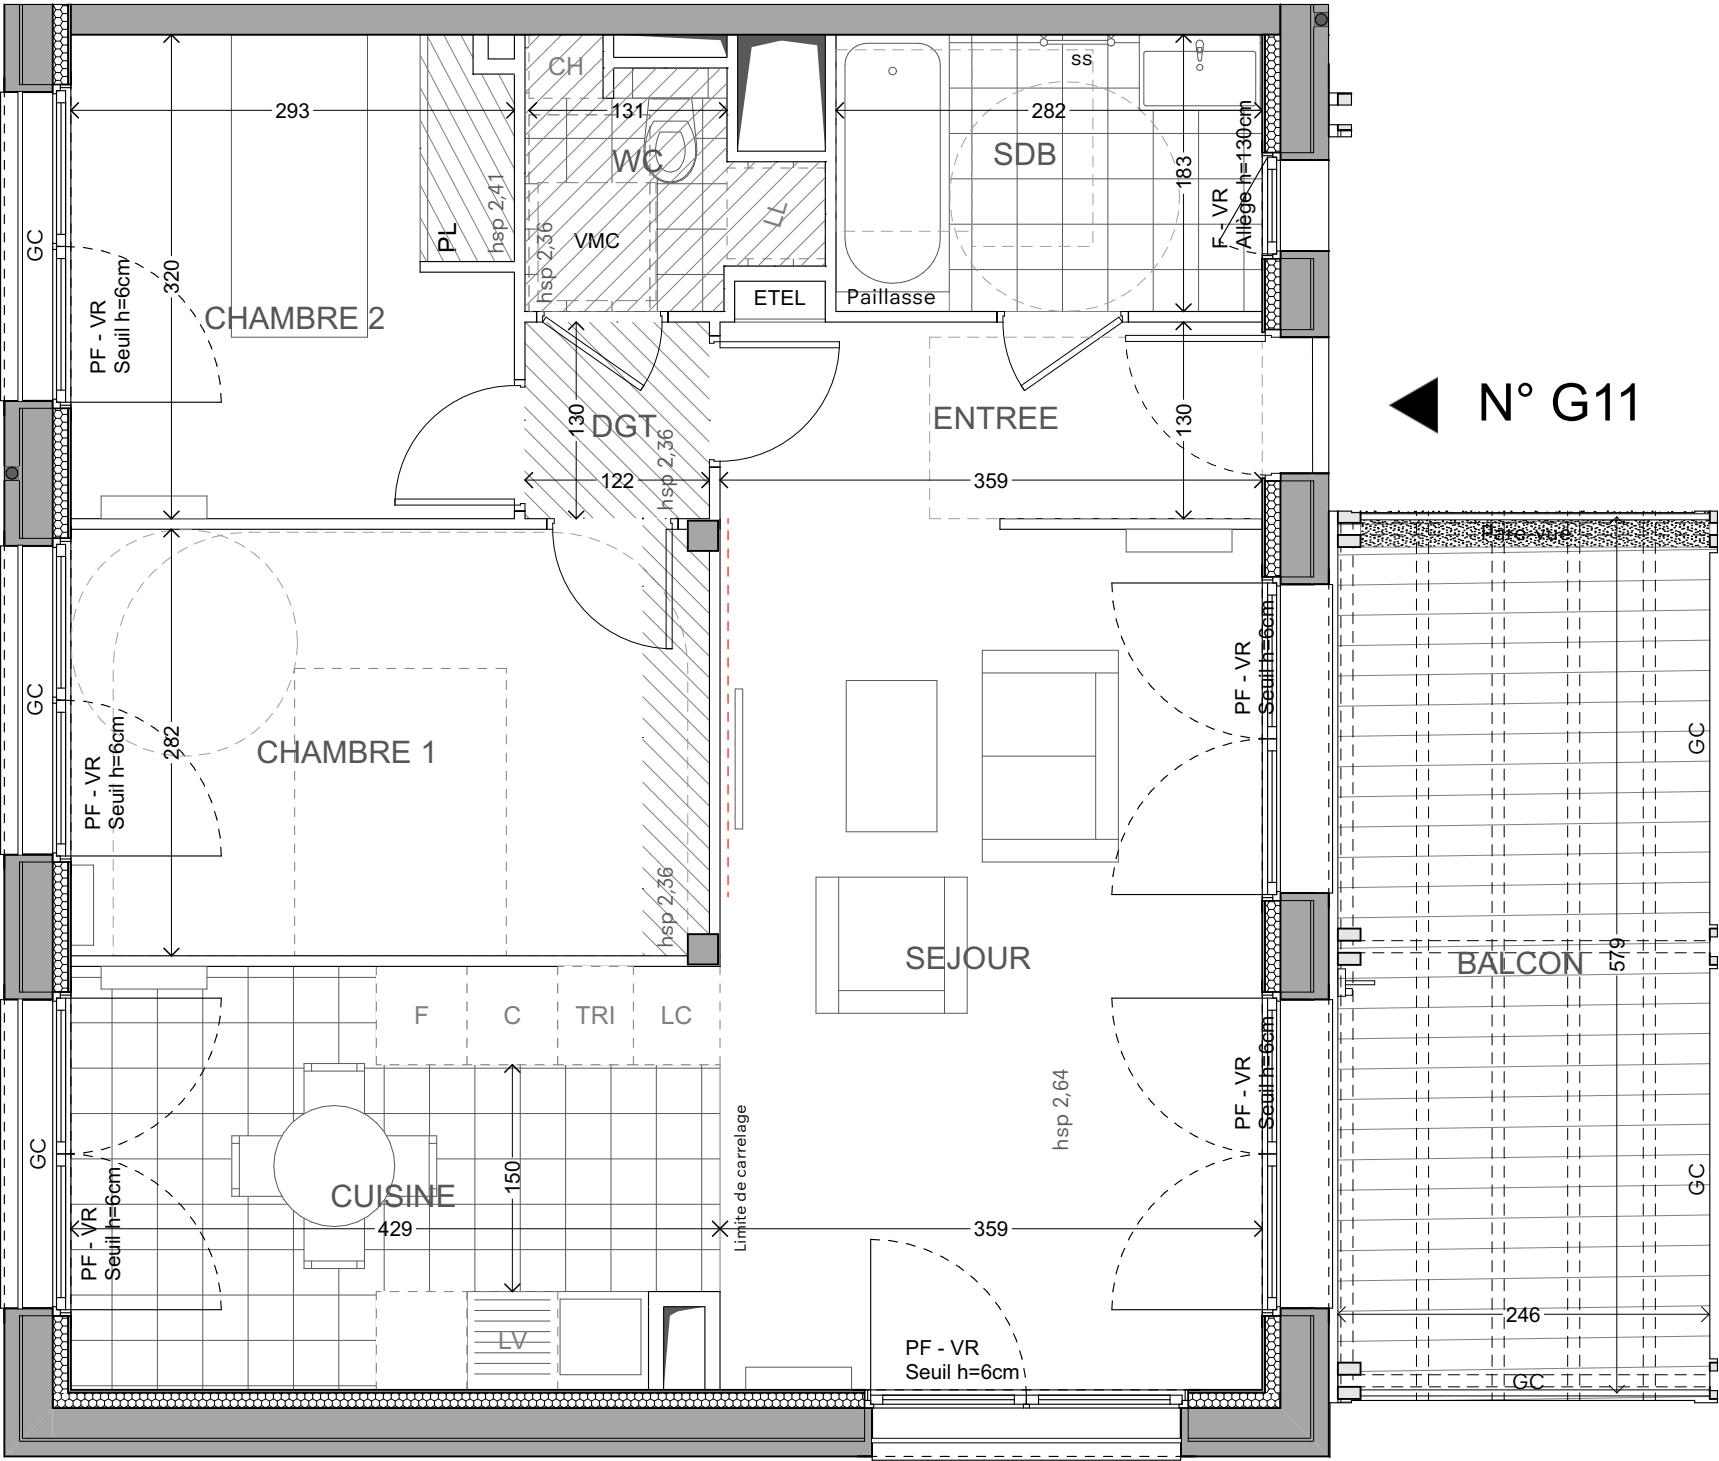 CH
ss
293
131
282
WC
SDB
183
F - VR
Allège h=130cm
hsp 2,41
PL
hsp 2,36
VMC
LL
GC
320
PF - VR
Seuil h=6cm
CHAMBRE 2
ETEL
Paillasse
130
DGT
hsp 2,36
ENTREE
130
N° G11
122
359
Pare-vue
GC
282
PF - VR
Seuil h=6cm
CHAMBRE 1
hsp 2,36
PF - VR
Seuil h=6cm
GC
SEJOUR
BALCON
579
F
C
TRI
LC
hsp 2,64
PF - VR
Seuil h=6cm
GC
GC
PF - VR
Seuil h=6cm
CUISINE
150
Limite de carrelage
429
359
LV
PF - VR
Seuil h=6cm
246
GC